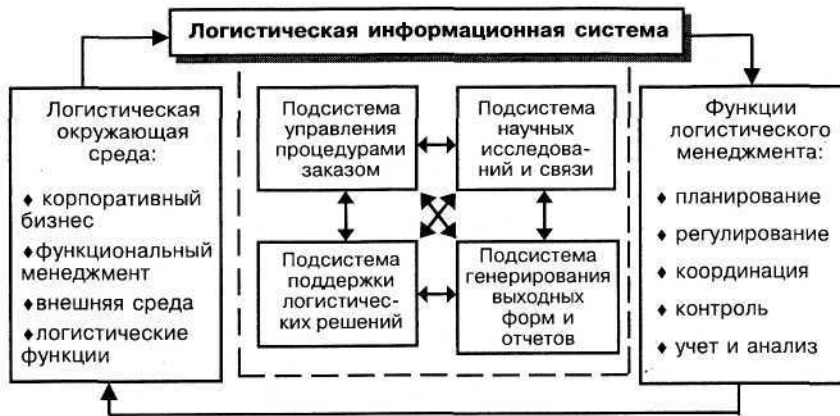 Логистическая информационная система
Логистическая
окружающая
среда:
♦ корпоративный
бизнес
♦функциональный
менеджмент
♦внешняя среда
♦логистические
функции
Подсистема
управления
процедурами
заказом
Подсистема
научных
исследова-
ний и связи
Подсистема
поддержки
логистичес-
ких решений
Подсистема
генерирования
выходных
форм и
отчетов
Функции
логистического
менеджмента:
♦ планирование
♦ регулирование
♦ координация
♦ контроль
♦ учет и анализ